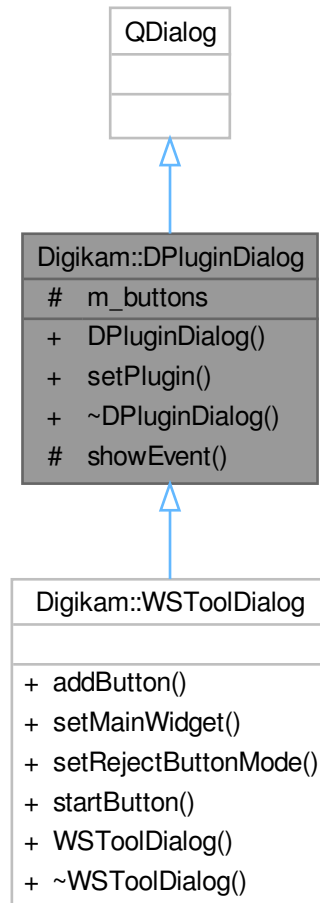 QDialog
Digikam::DPluginDialog
# m_buttons
+ DPluginDialog()
+ setPlugin()
+ ~DPluginDialog()
# showEvent()
Digikam::WSToolDialog
+ addButton()
+ setMainWidget()
+ setRejectButtonMode()
+ startButton()
+ WSToolDialog()
+ ~WSToolDialog()